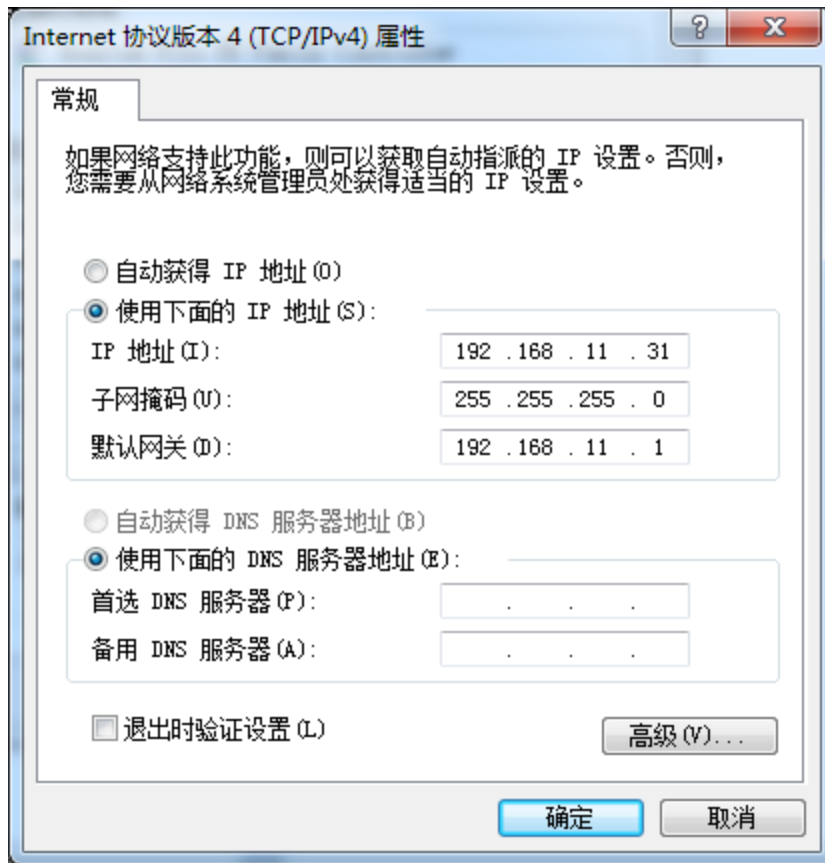 Internet 协议版本 4 (TCP/IPv4) 属性
常规
如果网络支持此功能，则可以获取自动指派的 IP 设置。否则，
您需要从网络系统管理员处获得适当的 IP 设置。
自动获得 IP 地址(O)
使用下面的 IP 地址(S):
IP 地址(I): 192 .168 . 11 . 31
子网掩码(U): 255 .255 .255 . 0
默认网关(D): 192 .168 . 11 . 1
自动获得 DNS 服务器地址(B)
使用下面的 DNS 服务器地址(E):
首选 DNS 服务器(P): . . .
备用 DNS 服务器(A): . . .
退出时验证设置(L)
高级(V)...
确定 取消